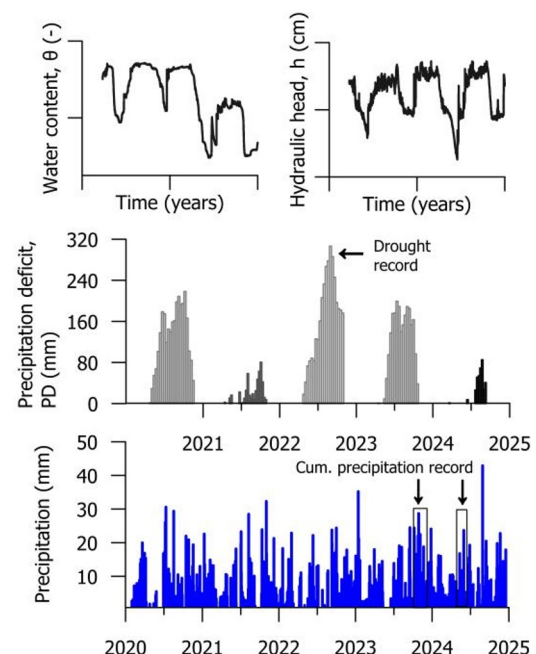 Water content, θ (-)
Time (years)
Hydraulic head, h (cm)
Time (years)
Precipitation deficit,
PD (mm)
320
240
160
80
0
Drought
record
2021 2022 2023 2024 2025
Precipitation (mm)
50
40
30
20
10
Cum. precipitation record
2020 2021 2022 2023 2024 2025